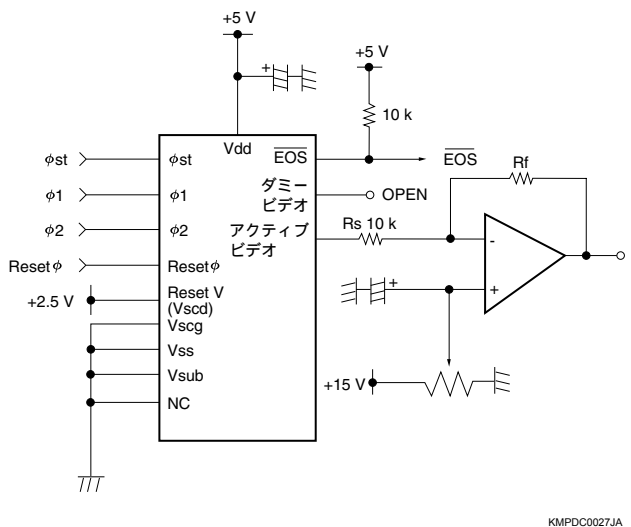 +5 V
+
+5 V
10 k
Vdd
φst
φst
EOS
EOS
φ1
φ1
ダミー
ビデオ
OPEN
Rf
φ2
φ2
アクティブ
ビデオ
Rs 10 k
-
Reset φ
Reset φ
+2.5 V
Reset V
(Vscd)
+
+
Vscg
Vss
Vsub
+15 V
NC
KMPDC0027JA